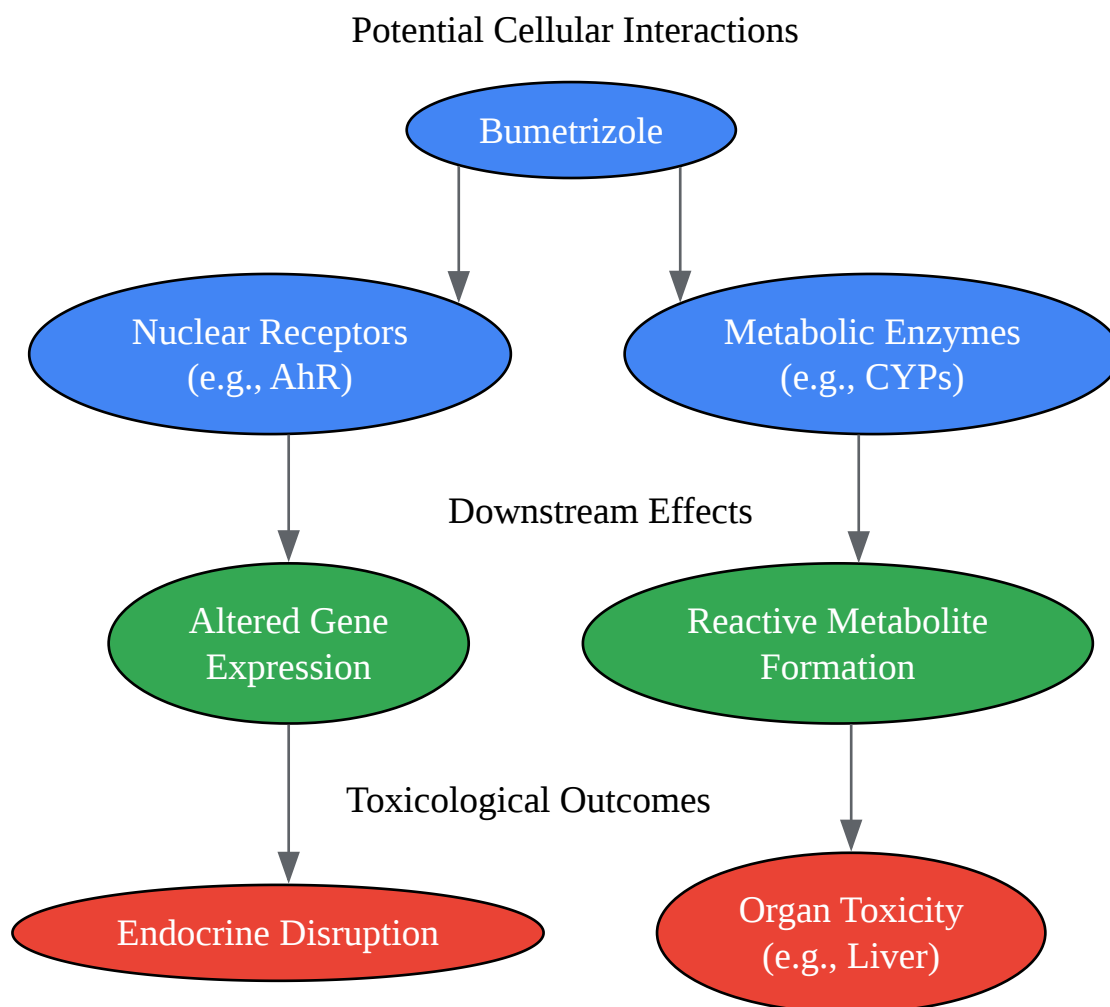 Potential Cellular Interactions
Bumetrizole
Nuclear Receptors
(e.g., AhR)
Metabolic Enzymes
(e.g., CYPs)
Downstream Effects
Altered Gene
Expression
Reactive Metabolite
Formation
Toxicological Outcomes
Endocrine Disruption
Organ Toxicity
(e.g., Liver)